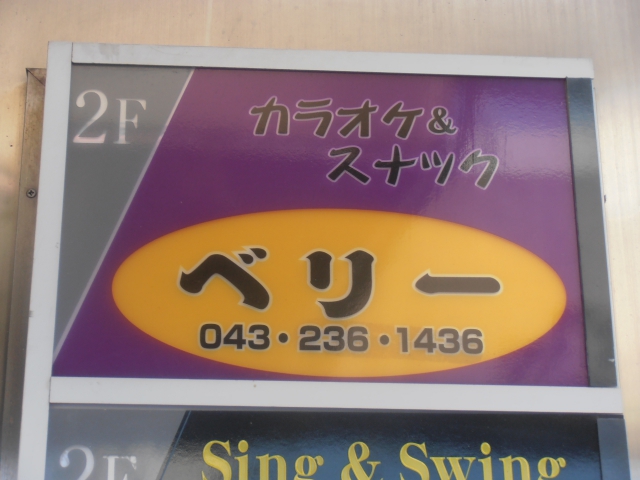 2F
カラオケ&
スナック
ベリー
043・236・1436
2F
Sing & Swing